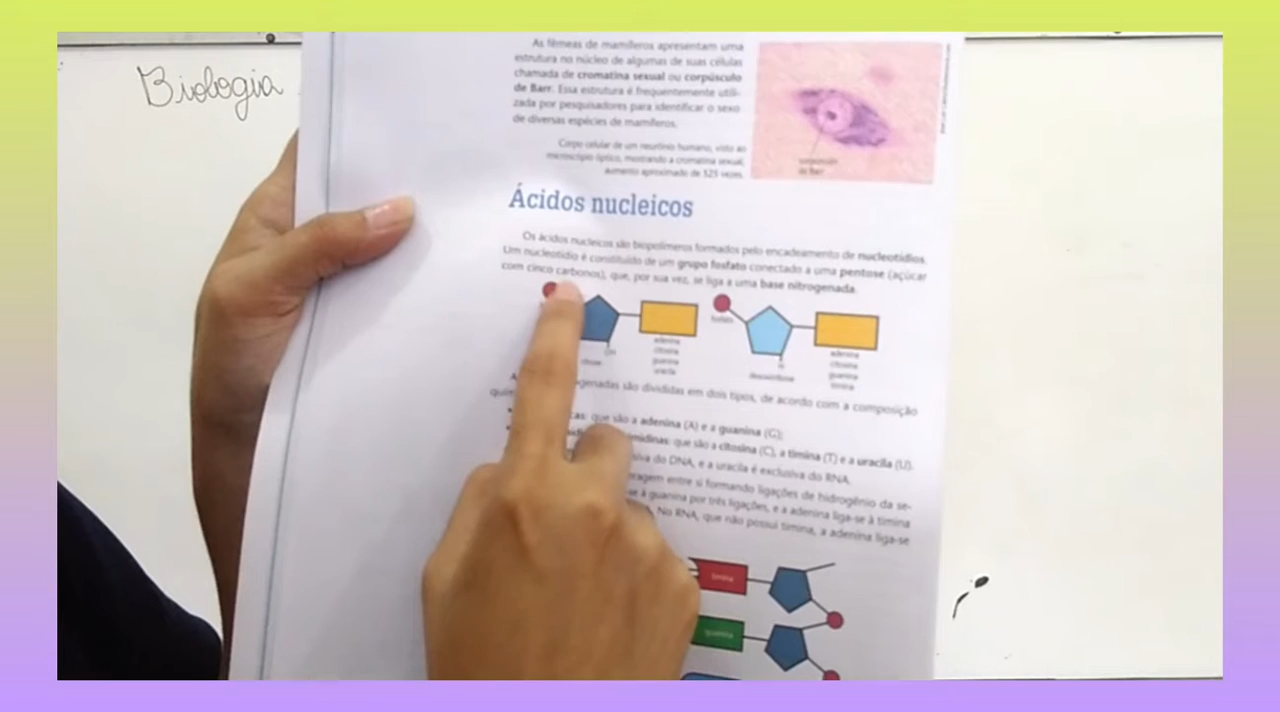 Biologia
As fêmeas de mamíferos apresentam uma
estrutura no núcleo de algumas de suas células
chamada de cromatina sexual ou corpúsculo
de Barr. Essa estrutura é frequentemente utili-
zada por pesquisadores para identificar o sexo
de diversas espécies de mamíferos.
Corpo celular de um neurônio humano, visto ao
microscópio óptico, mostrando a cromatina sexual,
aumento aproximado de 525 vezes.
corpúsculo
de Barr
Ácidos nucleicos
Os ácidos nucleicos são biopolímeros formados pelo encadeamento de nucleotídios.
Um nucleotídio é constituído de um grupo fosfato conectado a uma pentose (açúcar
com cinco carbonos), que, por sua vez, se liga a uma base nitrogenada.
OH
adenina
citosina
guanina
uracila
fosfato
H
desoxirribose
adenina
citosina
guanina
timina
são divididas em dois tipos, de acordo com a composição
que são a adenina (A) e a guanina (G);
que são a citosina (C), a timina (T) e a uracila (U).
do DNA, e a uracila é exclusiva do RNA.
entre si formando ligações de hidrogênio da se-
à guanina por três ligações, e a adenina liga-se à timina
No RNA, que não possui timina, a adenina liga-se
timina
guanina